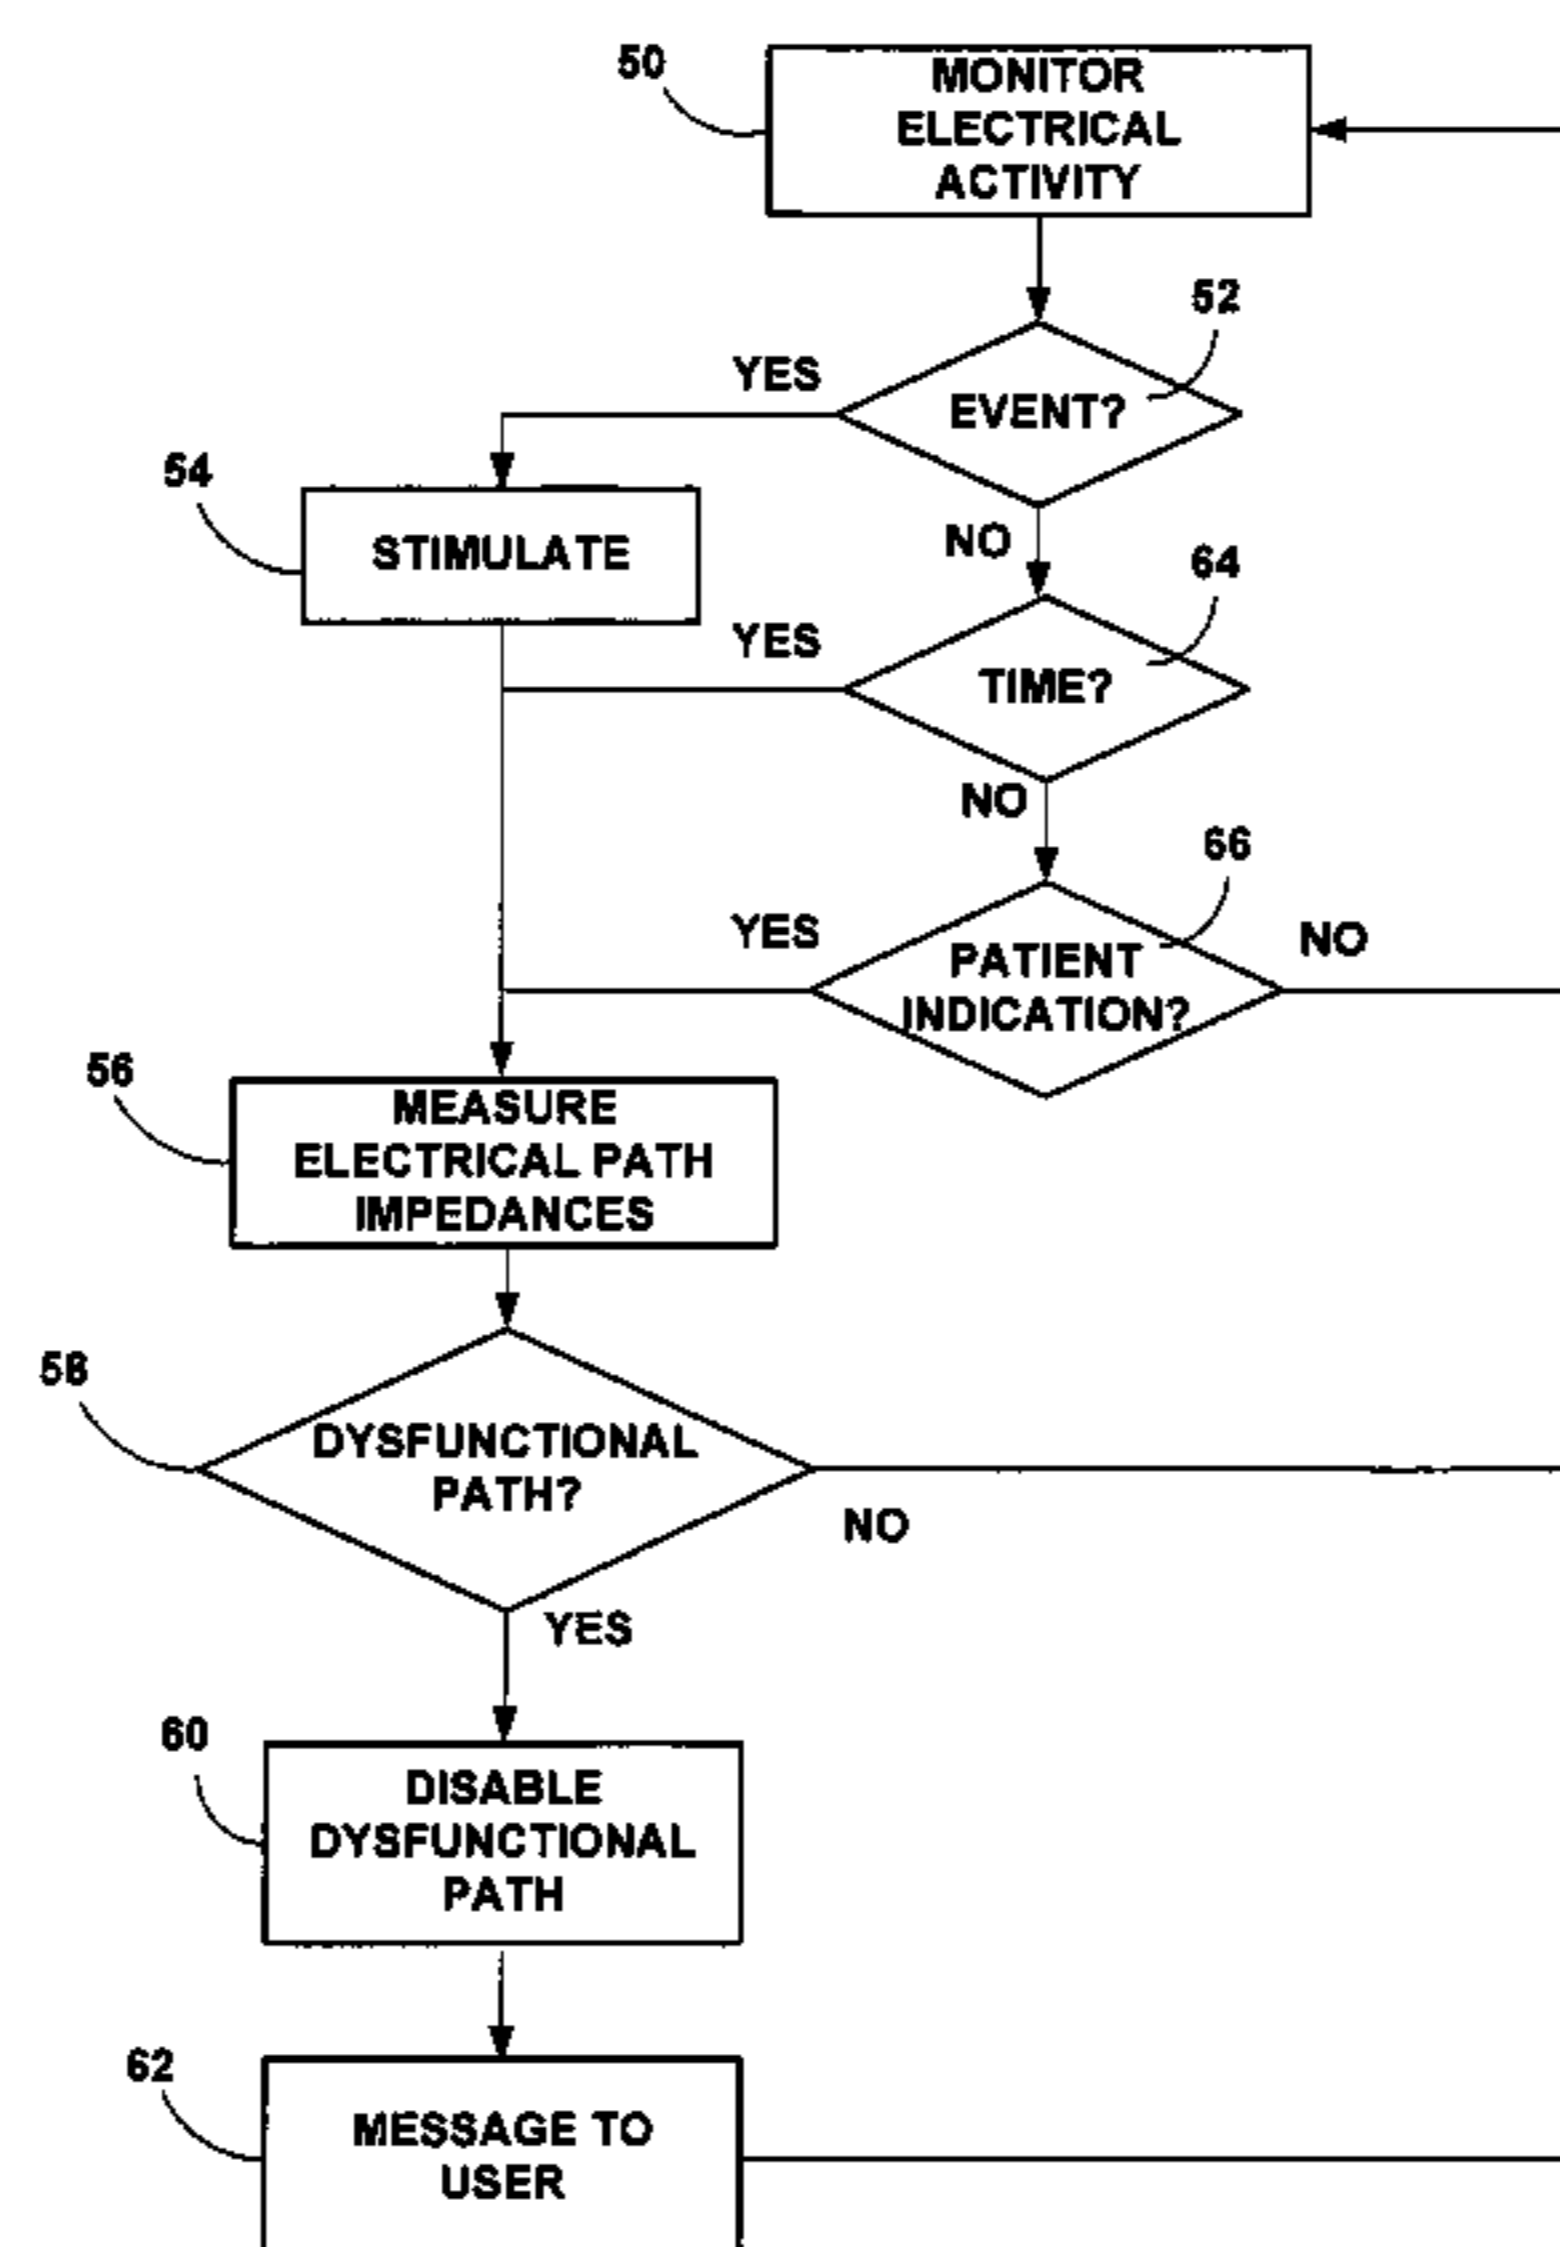 50
MONITOR
ELECTRICAL
ACTIVITY
52
YES
EVENT?
54
STIMULATE
NO
64
YES
TIME?
NO
66
YES
PATIENT
INDICATION?
NO
56
MEASURE
ELECTRICAL PATH
IMPEDANCES
58
DYSFUNCTIONAL
PATH?
NO
YES
60
DISABLE
DYSFUNCTIONAL
PATH
62
MESSAGE TO
USER